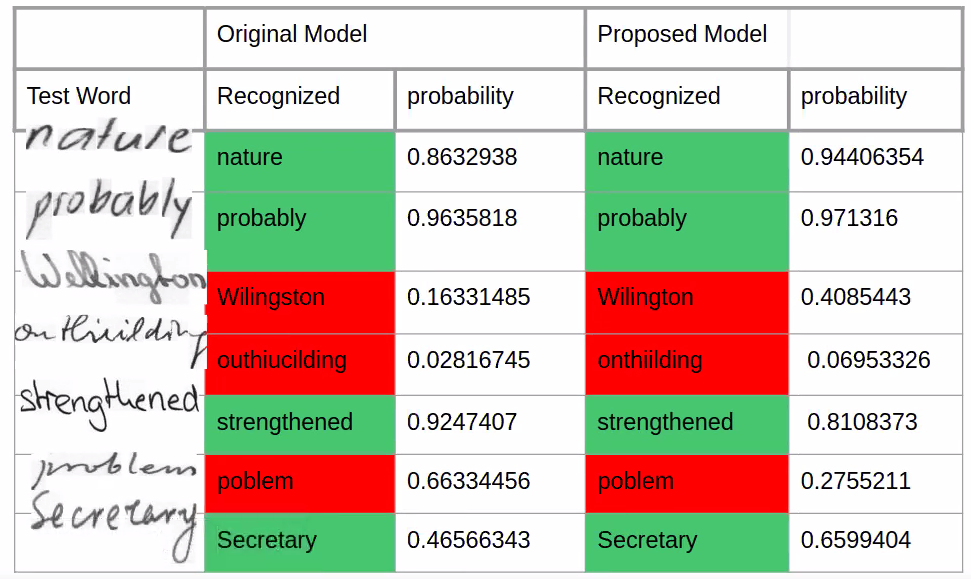 Original Model Proposed Model
Test Word Recognized probability Recognized probability
nature nature 0.8632938 nature 0.94406354
probably probably 0.9635818 probably 0.971316
Wellington Wilingston 0.16331485 Wilington 0.4085443
outhiucilding 0.02816745 onthiilding 0.06953326
strengthened strengthened 0.9247407 strengthened 0.8108373
problem poblem 0.66334456 poblem 0.2755211
Secretary Secretary 0.46566343 Secretary 0.6599404